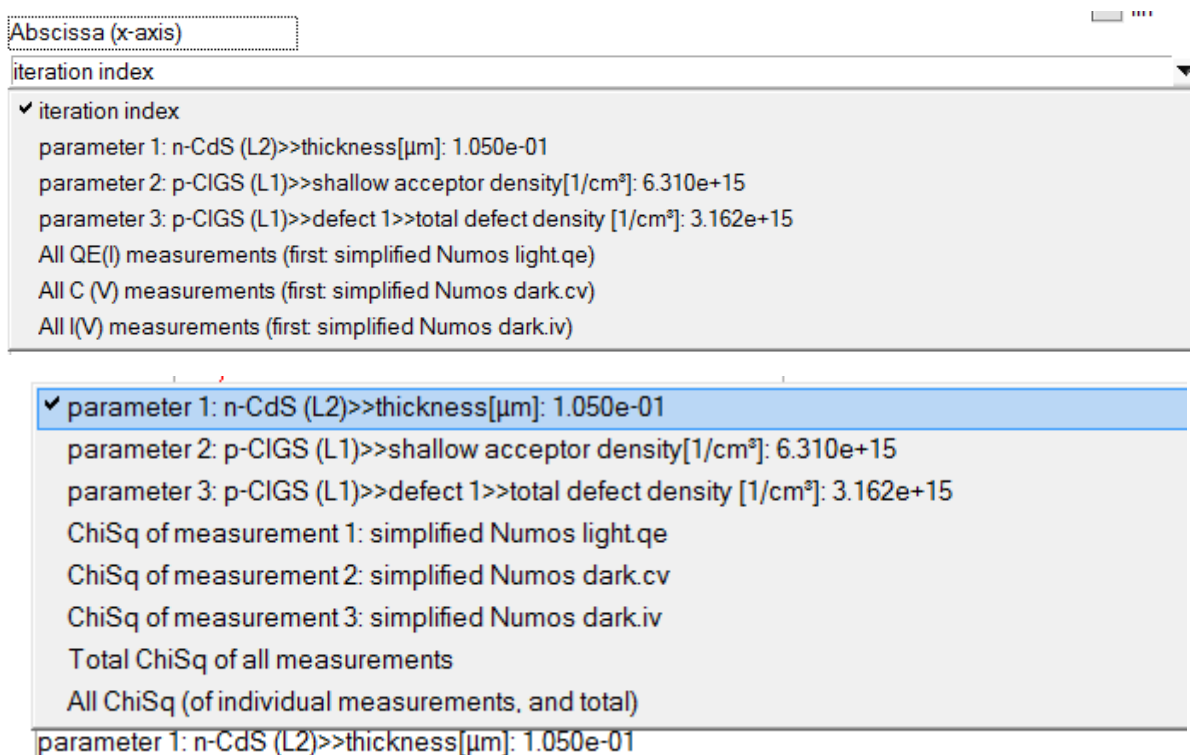 Abscissa (x-axis)
iteration index
✔ iteration index
parameter 1: n-CdS (L2)>>thickness[µm]: 1.050e-01
parameter 2: p-CIGS (L1)>>shallow acceptor density[1/cm³]: 6.310e+15
parameter 3: p-CIGS (L1)>>defect 1>>total defect density [1/cm³]: 3.162e+15
All QE(l) measurements (first: simplified Numos light.qe)
All C (V) measurements (first: simplified Numos dark.cv)
All I(V) measurements (first: simplified Numos dark.iv)
✔ parameter 1: n-CdS (L2)>>thickness[µm]: 1.050e-01
parameter 2: p-CIGS (L1)>>shallow acceptor density[1/cm³]: 6.310e+15
parameter 3: p-CIGS (L1)>>defect 1>>total defect density [1/cm³]: 3.162e+15
ChiSq of measurement 1: simplified Numos light.qe
ChiSq of measurement 2: simplified Numos dark.cv
ChiSq of measurement 3: simplified Numos dark.iv
Total ChiSq of all measurements
All ChiSq (of individual measurements, and total)
parameter 1: n-CdS (L2)>>thickness[µm]: 1.050e-01